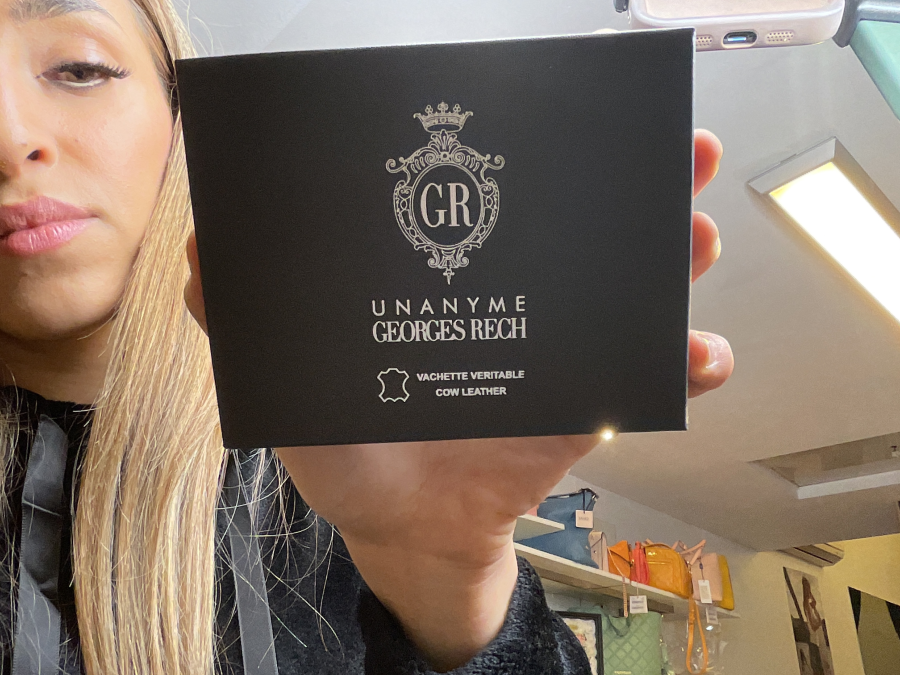 GR
UNANYME
GEORGES RECH
VACHETTE VERITABLE
COW LEATHER